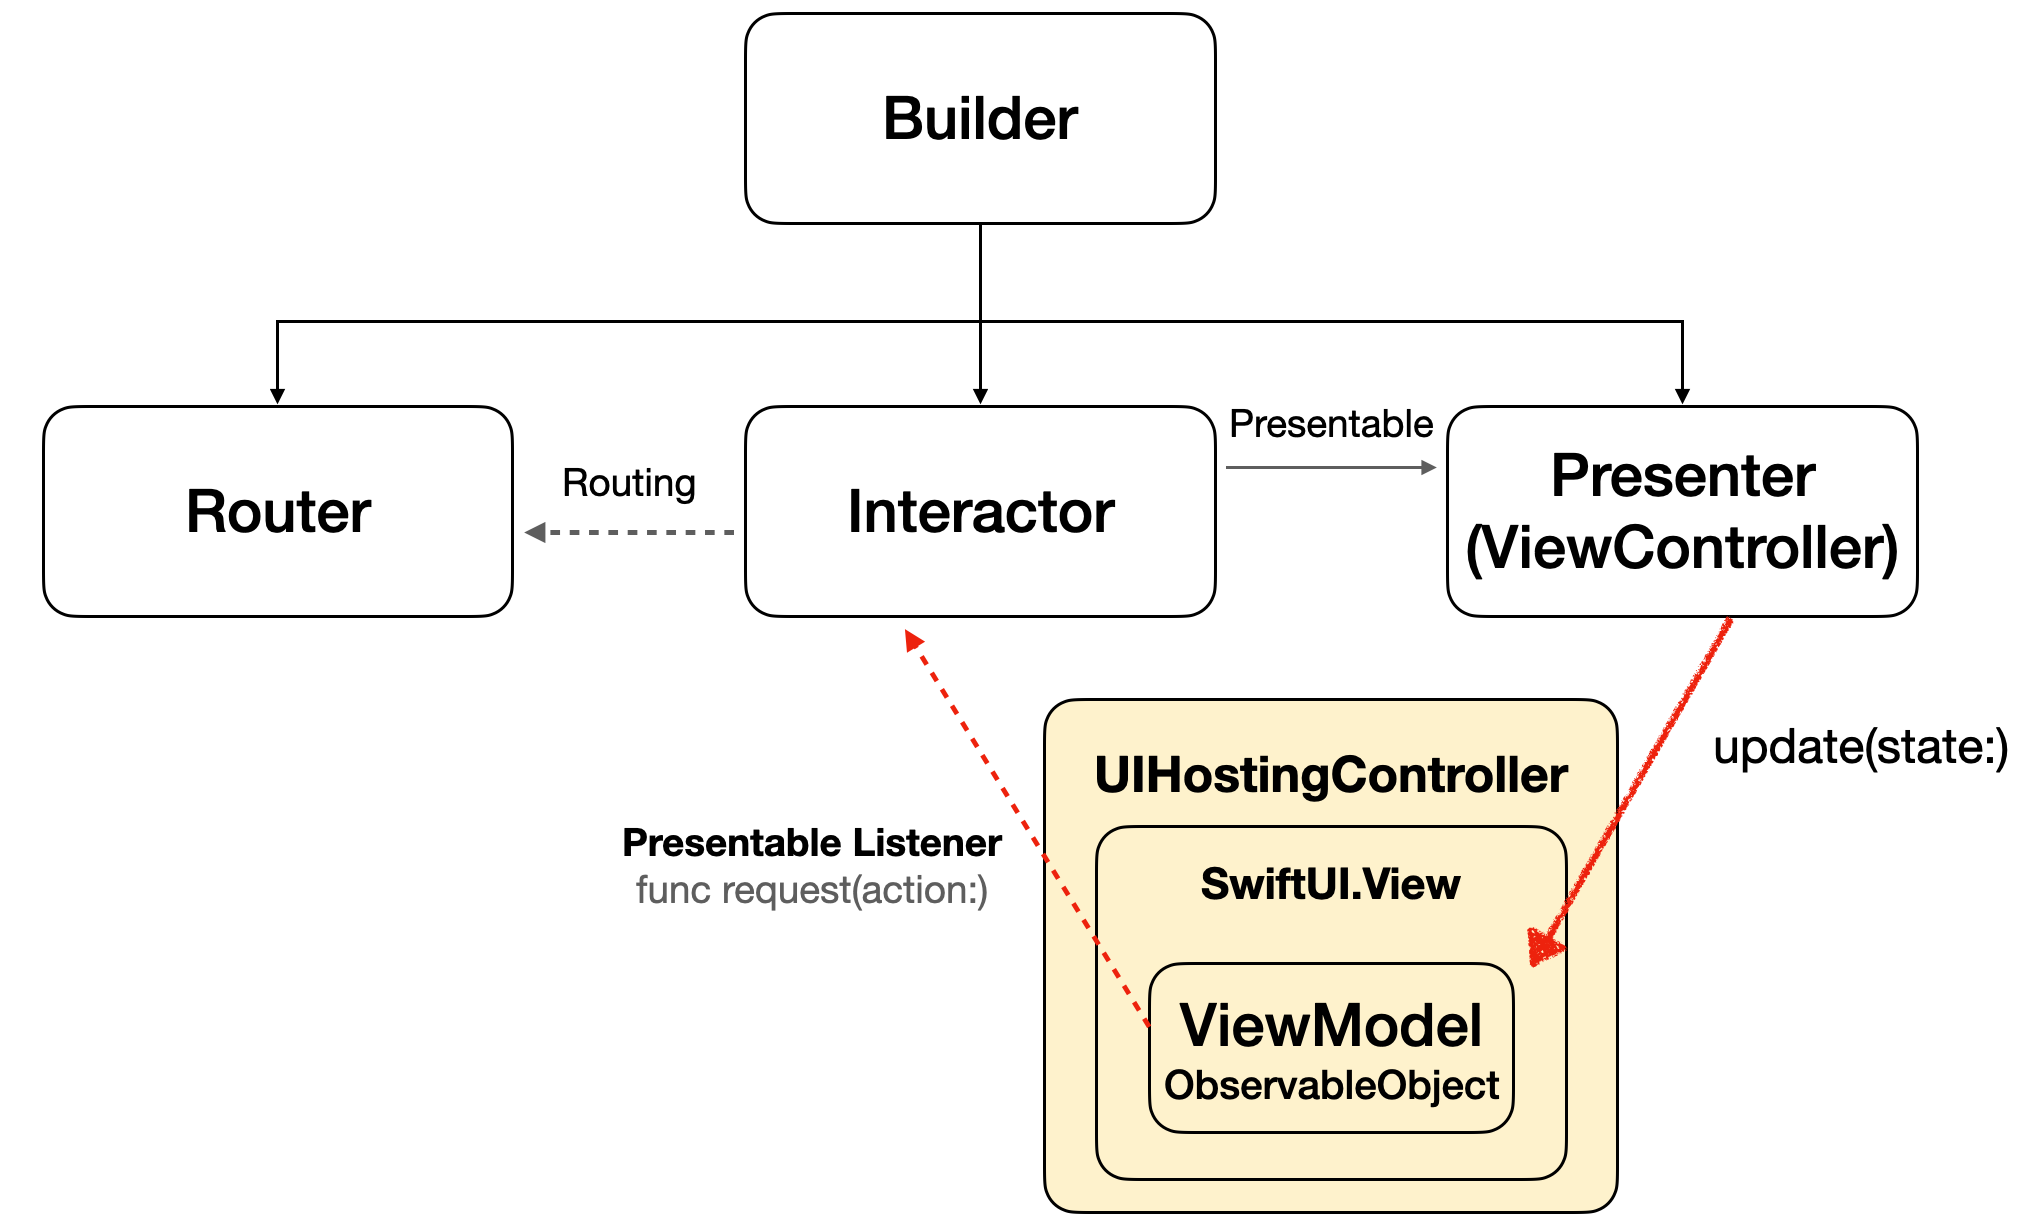 Builder
Router
Routing
Interactor
Presentable
Presenter
(ViewController)
update(state:)
UIHostingController
Presentable Listener
func request(action:)
SwiftUI.View
ViewModel
ObservableObject